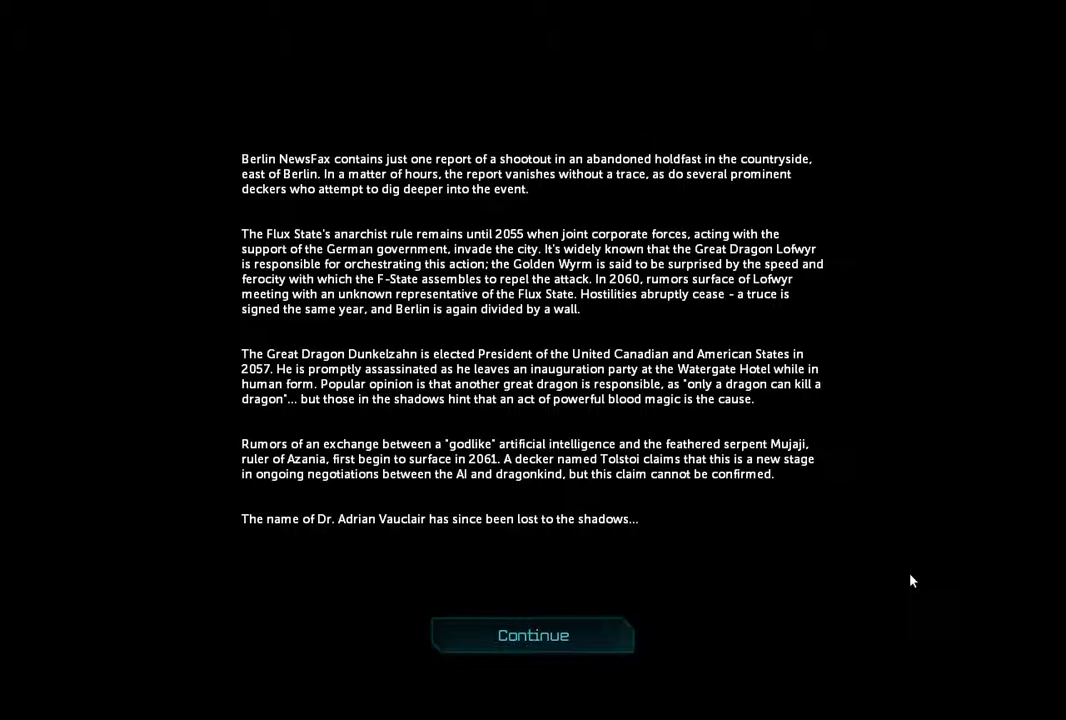 Berlin NewsFax contains just one report of a shootout in an abandoned holdfast in the countryside,
east of Berlin. In a matter of hours, the report vanishes without a trace, as do several prominent
deckers who attempt to dig deeper into the event.
The Flux State's anarchist rule remains until 2055 when joint corporate forces, acting with the
support of the German government, invade the city. It's widely known that the Great Dragon Lofwyr
is responsible for orchestrating this action; the Golden Wyrm is said to be surprised by the speed and
ferocity with which the F-State assembles to repel the attack. In 2060, rumors surface of Lofwyr
meeting with an unknown representative of the Flux State. Hostilities abruptly cease - a truce is
signed the same year, and Berlin is again divided by a wall.
The Great Dragon Dunkelzahn is elected President of the United Canadian and American States in
2057. He is promptly assassinated as he leaves an inauguration party at the Watergate Hotel while in
human form. Popular opinion is that another great dragon is responsible, as "only a dragon can kill a
dragon"... but those in the shadows hint that an act of powerful blood magic is the cause.
Rumors of an exchange between a "godlike" artificial intelligence and the feathered serpent Mujaji,
ruler of Azania, first begin to surface in 2061. A decker named Tolstoi claims that this is a new stage
in ongoing negotiations between the AI and dragonkind, but this claim cannot be confirmed.
The name of Dr. Adrian Vauclair has since been lost to the shadows...
Continue